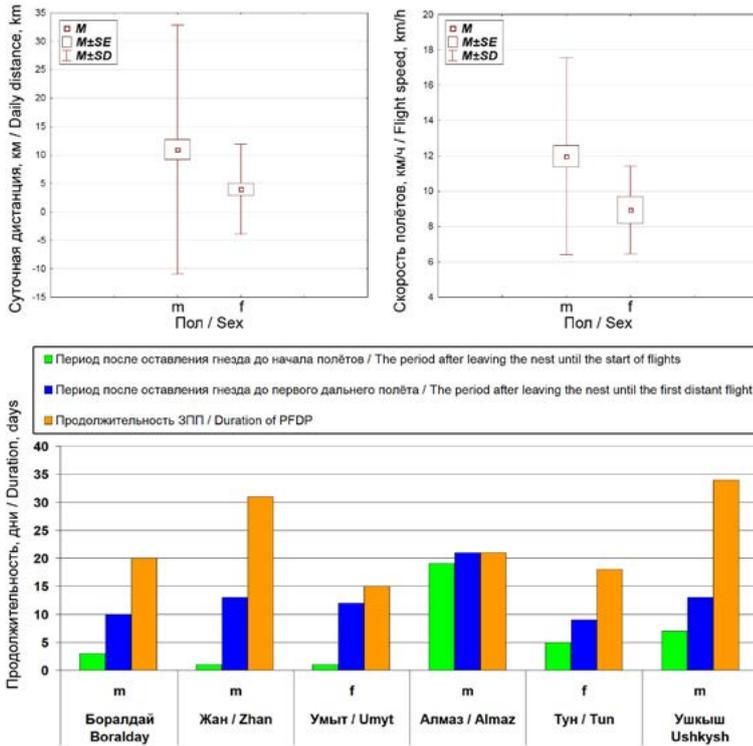 Суточная дистанция, км / Daily distance, km
35
30
25
20
15
10
5
0
-5
-10
-15
M
M±SE
M±SD
m f
Пол / Sex
Скорость полётов, км/ч / Flight speed, km/h
20
18
16
14
12
10
8
6
4
M
M±SE
M±SD
m f
Пол / Sex
Период после оставления гнезда до начала полётов / The period after leaving the nest until the start of flights
Период после оставления гнезда до первого дальнего полёта / The period after leaving the nest until the first distant flight
Продолжительность ЗПП / Duration of PFDP
Продолжительность, дни / Duration, days
40
35
30
25
20
15
10
5
0
m m f m f m
Боралдай Жан / Zhan Умыт / Umyt Алмаз / Almaz Тун / Tun Ушкыш
Boralday Ushkysh